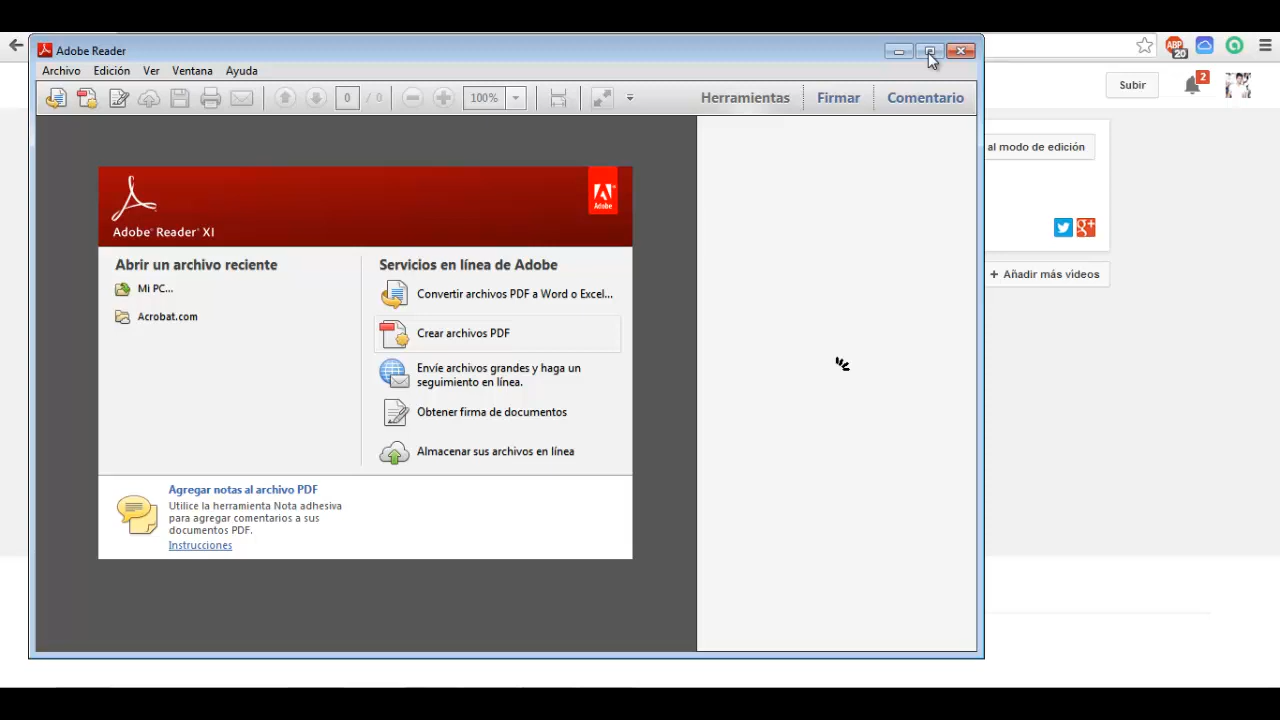 Adobe Reader
Archivo Edición Ver Ventana Ayuda
0 / 0 100% Herramientas Firmar Comentario
ABP 20
Subir
2
al modo de edición
Adobe® Reader® XI
Adobe
Abrir un archivo reciente
Mi PC...
Acrobat.com
Servicios en línea de Adobe
Convertir archivos PDF a Word o Excel...
Crear archivos PDF
Envíe archivos grandes y haga un
seguimiento en línea.
Obtener firma de documentos
Almacenar sus archivos en línea
Agregar notas al archivo PDF
Utilice la herramienta Nota adhesiva
para agregar comentarios a sus
documentos PDF.
Instrucciones
g+
+ Añadir más vídeos